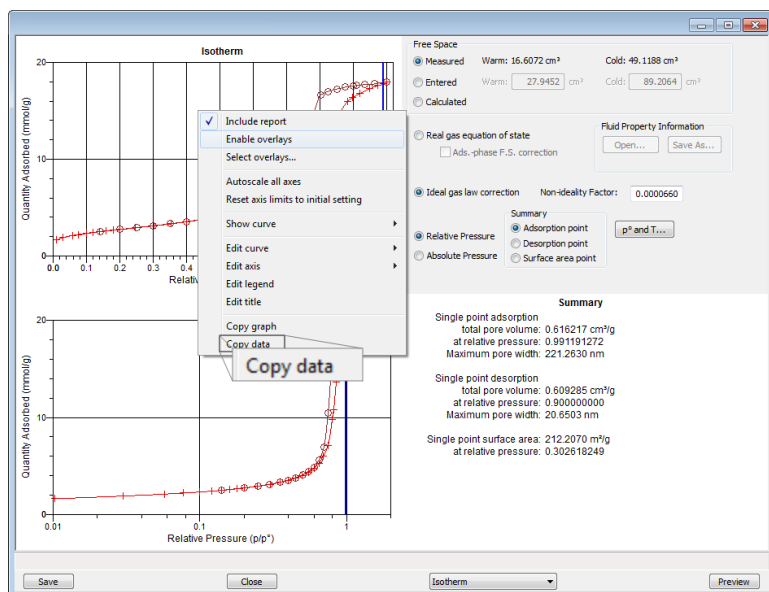 Isotherm
20
10
0
Quantity Adsorbed (mmol/g)
0.0 0.1 0.2 0.3 0.4
Relativ
Include report
Enable overlays
Select overlays...
Autoscale all axes
Reset axis limits to initial setting
Show curve
Edit curve
Edit axis
Edit legend
Edit title
Copy graph
Copy data
Copy data
20
10
0
Quantity Adsorbed (mmol/g)
0.01 0.1 1
Relative Pressure (p/p°)
Free Space
Measured Warm: 16.6072 cm³ Cold: 49.1188 cm³
Entered Warm: 27.9452 cm³ Cold: 89.2064 cm³
Calculated
Real gas equation of state
Ads.-phase F.S. correction
Fluid Property Information
Open... Save As...
Ideal gas law correction Non-ideality Factor: 0.0000660
Relative Pressure
Absolute Pressure
Summary
Adsorption point
Desorption point
Surface area point
p° and T...
Summary
Single point adsorption
total pore volume: 0.616217 cm³/g
at relative pressure: 0.991191272
Maximum pore width: 221.2630 nm
Single point desorption
total pore volume: 0.609285 cm³/g
at relative pressure: 0.900000000
Maximum pore width: 20.6503 nm
Single point surface area: 212.2070 m²/g
at relative pressure: 0.302618249
Save Close Isotherm Preview